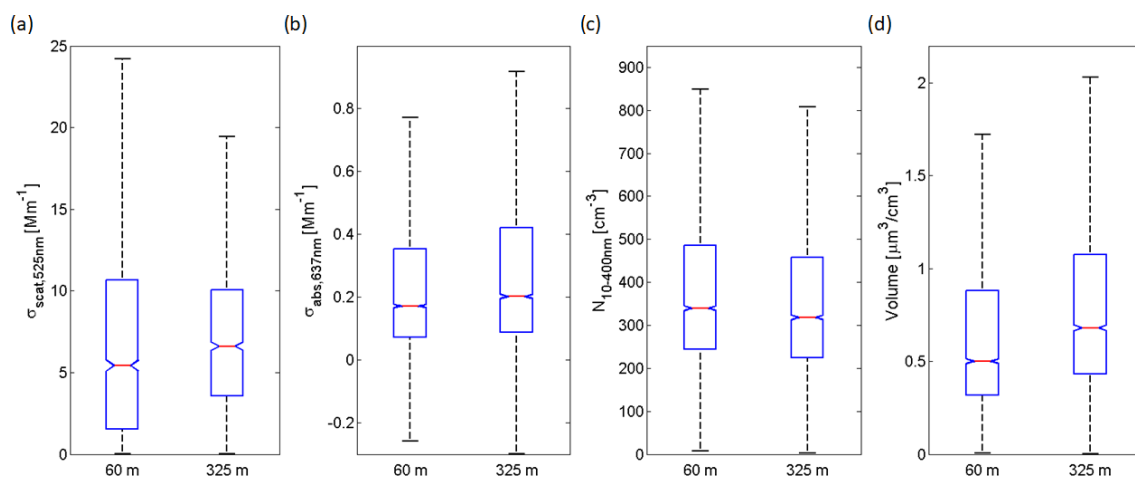 (a)
(b)
(c)
(d)
σscat,525nm [Mm⁻¹]
25
20
15
10
5
0
60 m
325 m
σabs,637nm [Mm⁻¹]
0.8
0.6
0.4
0.2
0
-0.2
60 m
325 m
N10-400nm [cm⁻³]
900
800
700
600
500
400
300
200
100
0
60 m
325 m
Volume [μm³/cm³]
2
1.5
1
0.5
0
60 m
325 m